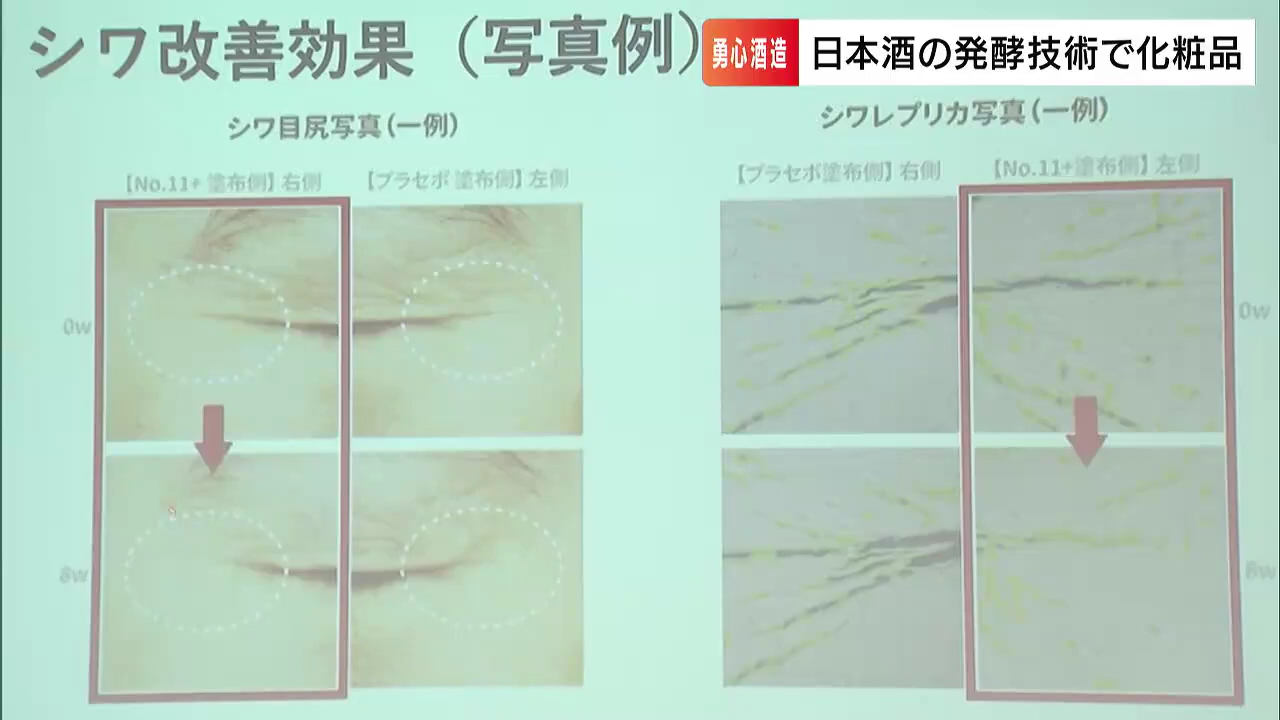 シワ改善効果（写真例）
勇心酒造
日本酒の発酵技術で化粧品
シワ目尻写真（一例）
【No.11+ 塗布側】右側
【プラセボ 塗布側】左側
0w
8w
シワレプリカ写真（一例）
【プラセボ塗布側】右側
【No.11+塗布側】左側
0w
8w